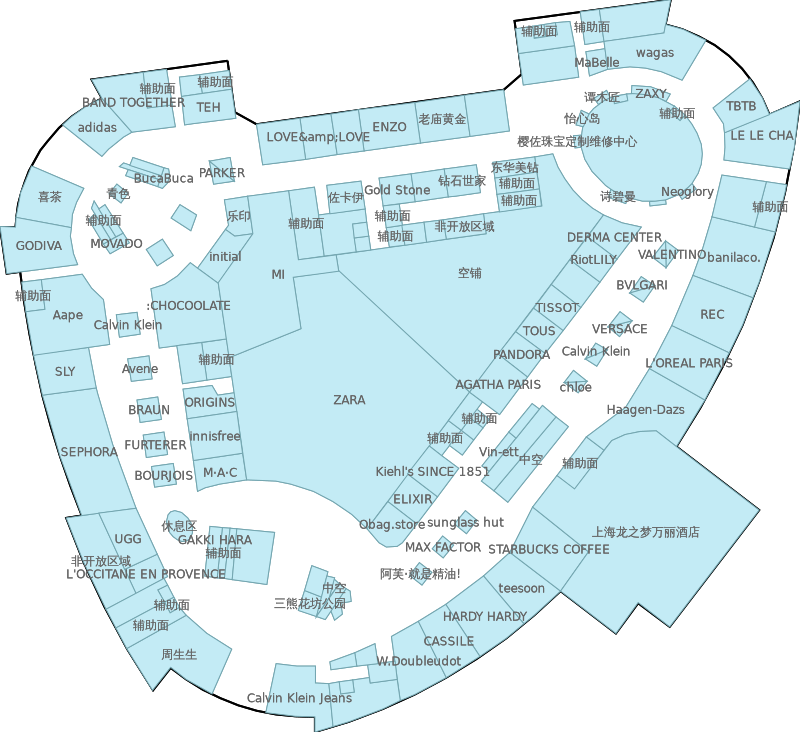 辅助面
辅助面
wagas
MaBelle
辅助面
辅助面
BAND TOGETHER
TEH
adidas
谭木匠
ZAXY
TBTB
辅助面
怡心岛
老庙黄金
ENZO
LOVE&amp;LOVE
LE LE CHA
樱佐珠宝定制维修中心
BucaBuca
PARKER
东华美钻
钻石世家
辅助面
Gold Stone
喜茶
青色
佐卡伊
诗碧曼
Neoglory
辅助面
辅助面
辅助面
乐印
辅助面
辅助面
非开放区域
辅助面
MOVADO
GODIVA
DERMA CENTER
initial
VALENTINO
banilaco.
RiotLILY
MI
空铺
BVLGARI
辅助面
:CHOCOOLATE
TISSOT
Aape
Calvin Klein
REC
VERSACE
TOUS
PANDORA
Calvin Klein
辅助面
L'OREAL PARIS
SLY
Avene
AGATHA PARIS
chloe
ZARA
ORIGINS
BRAUN
Haagen-Dazs
辅助面
innisfree
辅助面
FURTERER
SEPHORA
Vin-ett
中空
辅助面
Kiehl's SINCE 1851
M·A·C
BOURJOIS
ELIXIR
休息区
Qbag.store
sunglass hut
上海龙之梦万丽酒店
UGG
GAKKI HARA
辅助面
MAX FACTOR
STARBUCKS COFFEE
非开放区域
L'OCCITANE EN PROVENCE
阿芙·就是精油!
teesoon
中空
辅助面
三熊花坊公园
HARDY HARDY
辅助面
CASSILE
周生生
W.Doubleudot
Calvin Klein Jeans